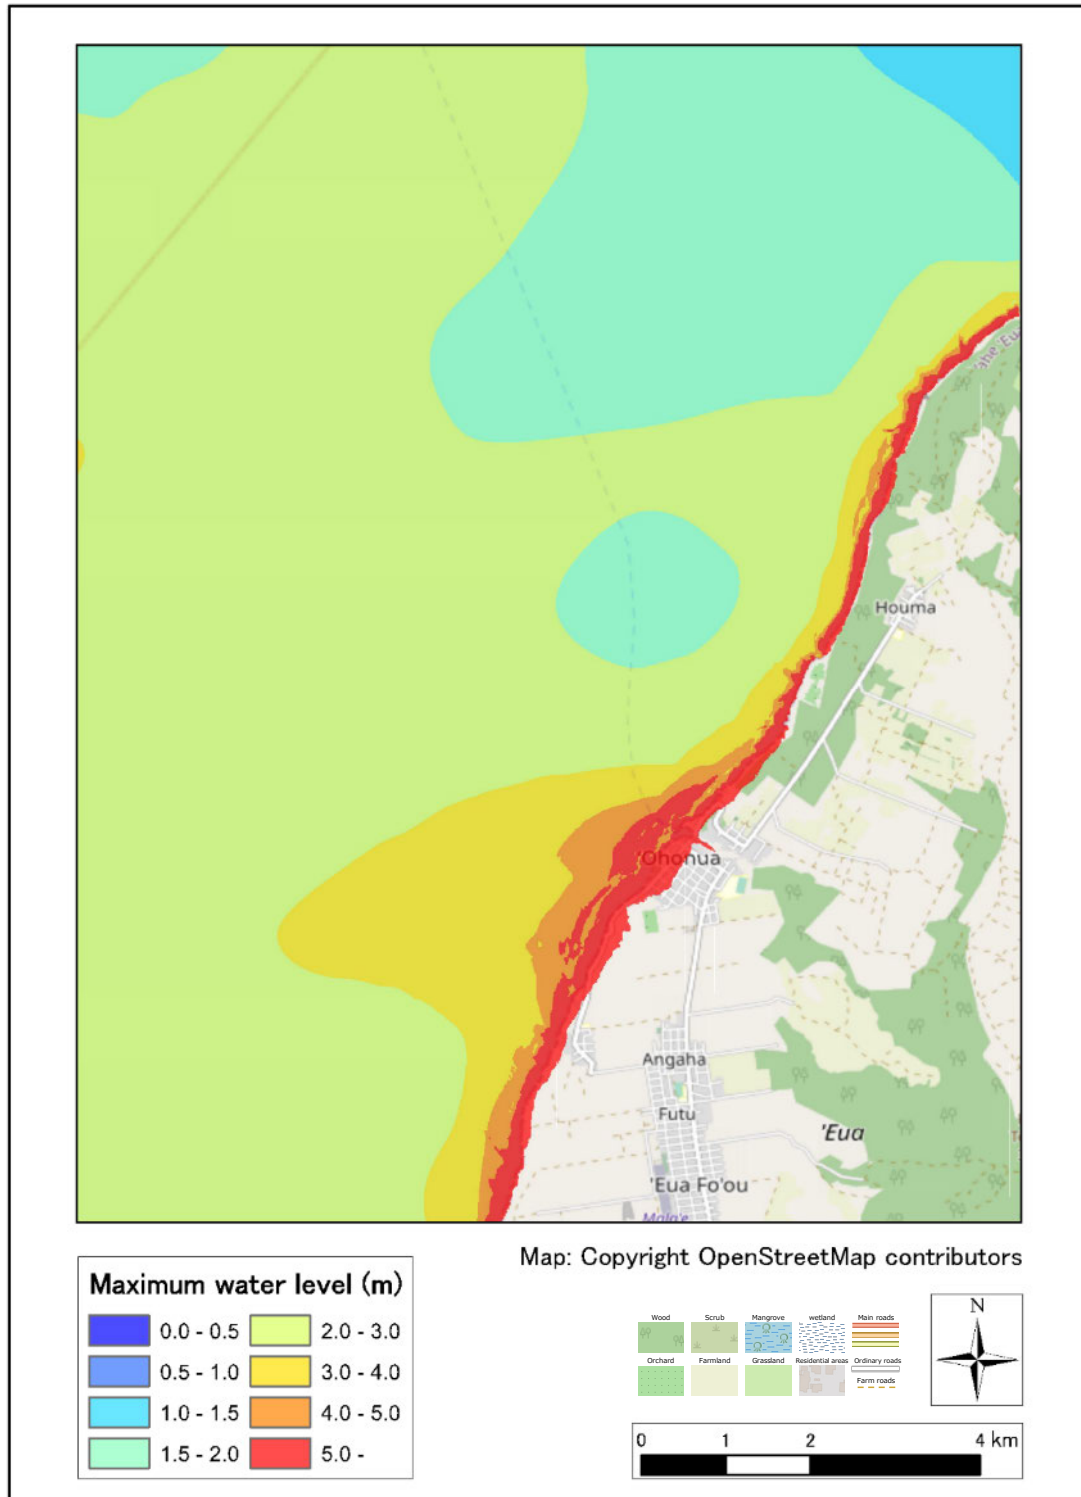 Houma
'Ohonua
Angaha
Futu
'Eua
'Eua Fo'ou
Map: Copyright OpenStreetMap contributors
Maximum water level (m)
0.0 - 0.5
2.0 - 3.0
0.5 - 1.0
3.0 - 4.0
1.0 - 1.5
4.0 - 5.0
1.5 - 2.0
5.0 -
Wood
Scrub
Mangrove
wetland
Main roads
Orchard
Farmland
Grassland
Residential areas
Ordinary roads
Farm roads
N
0 1 2 4 km